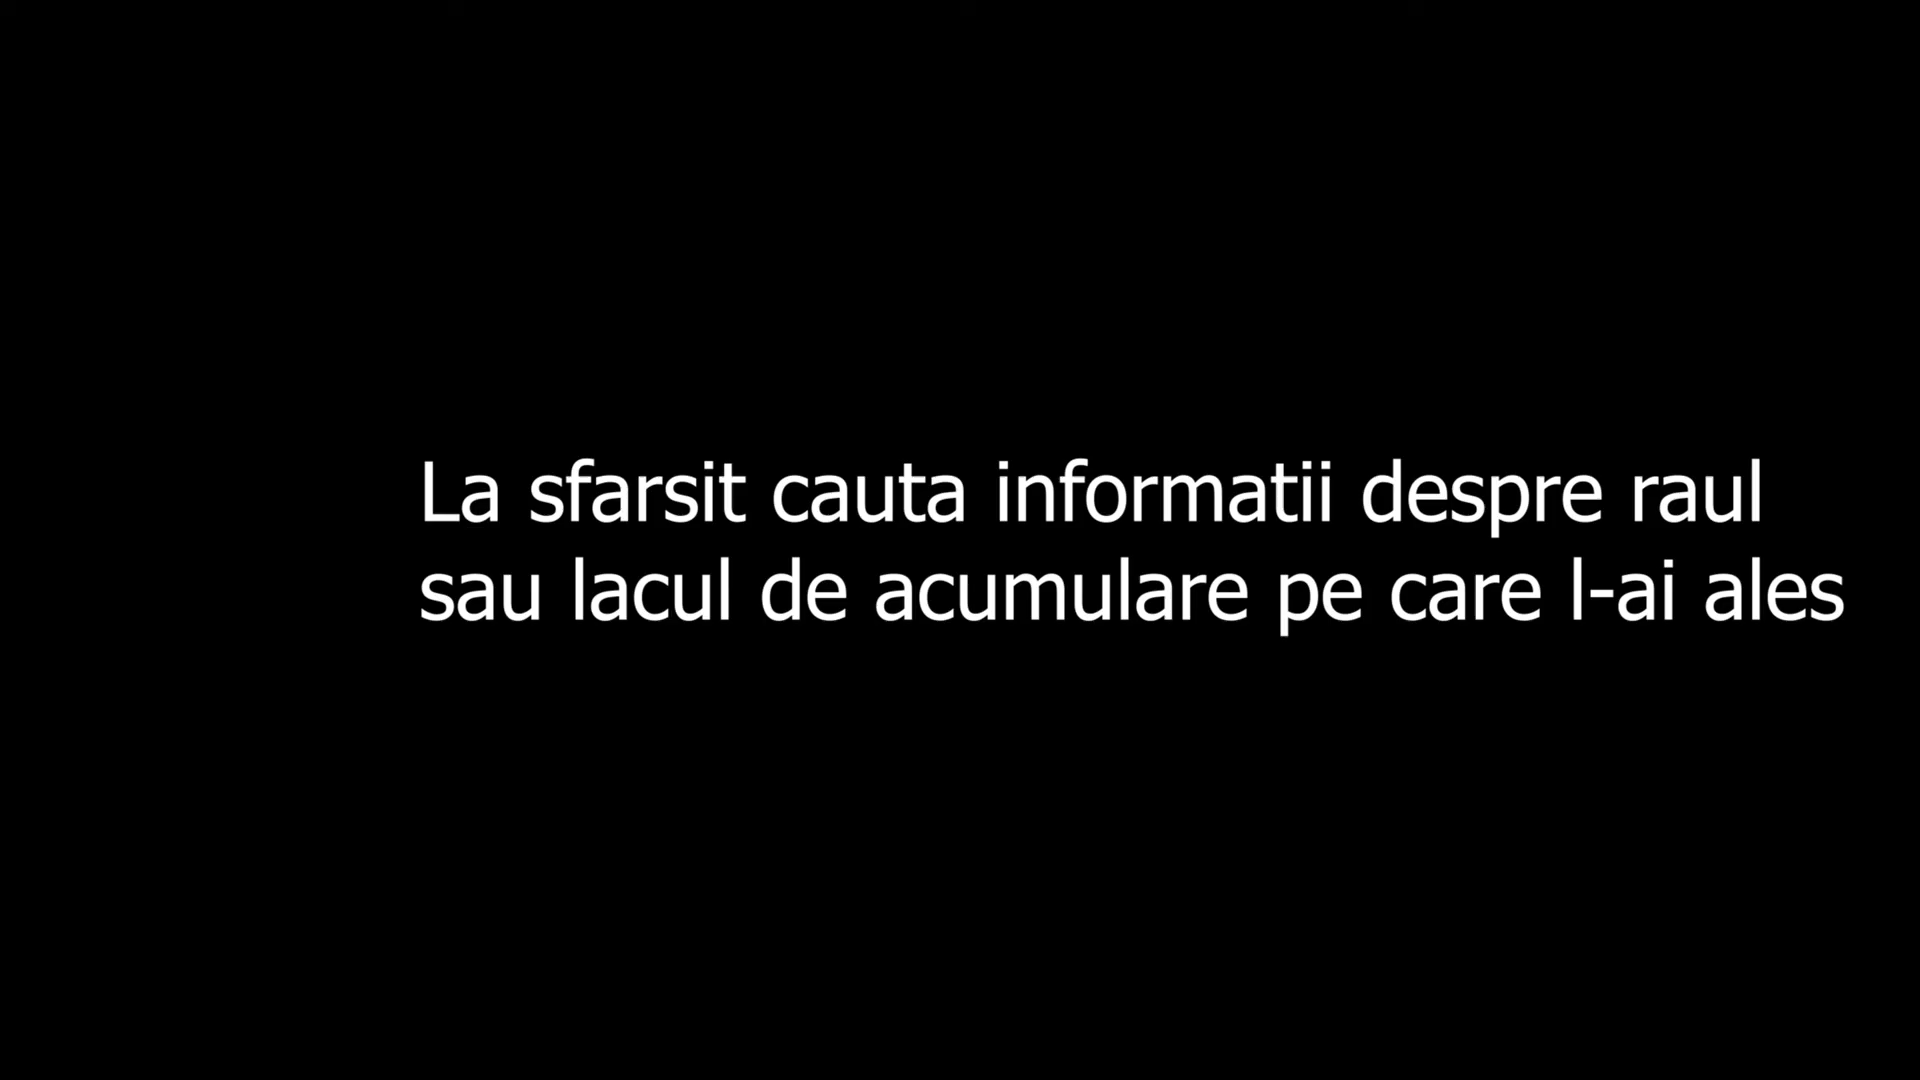 La sfarsit cauta informatii despre raul
sau lacul de acumulare pe care l-ai ales